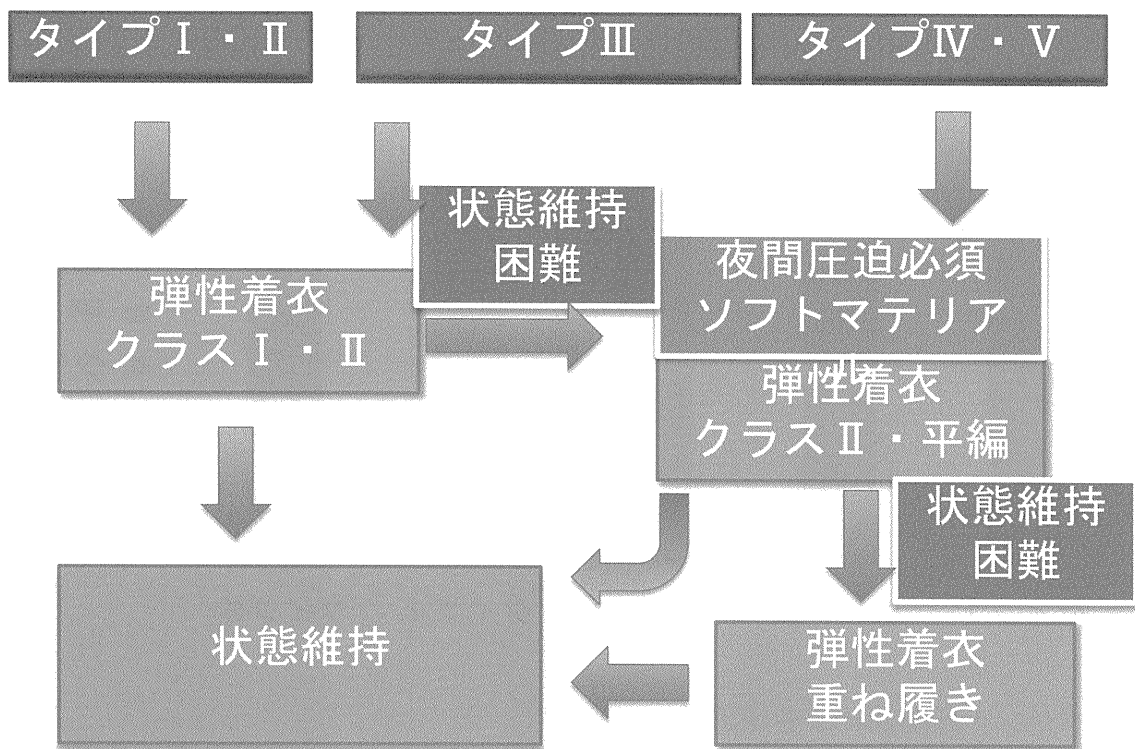 タイプⅠ・Ⅱ
タイプⅢ
タイプⅣ・Ⅴ
状態維持
困難
弾性着衣
クラスⅠ・Ⅱ
夜間圧迫必須
ソフトマテリア
ル
弾性着衣
クラスⅡ・平編
状態維持
困難
状態維持
弾性着衣
重ね履き